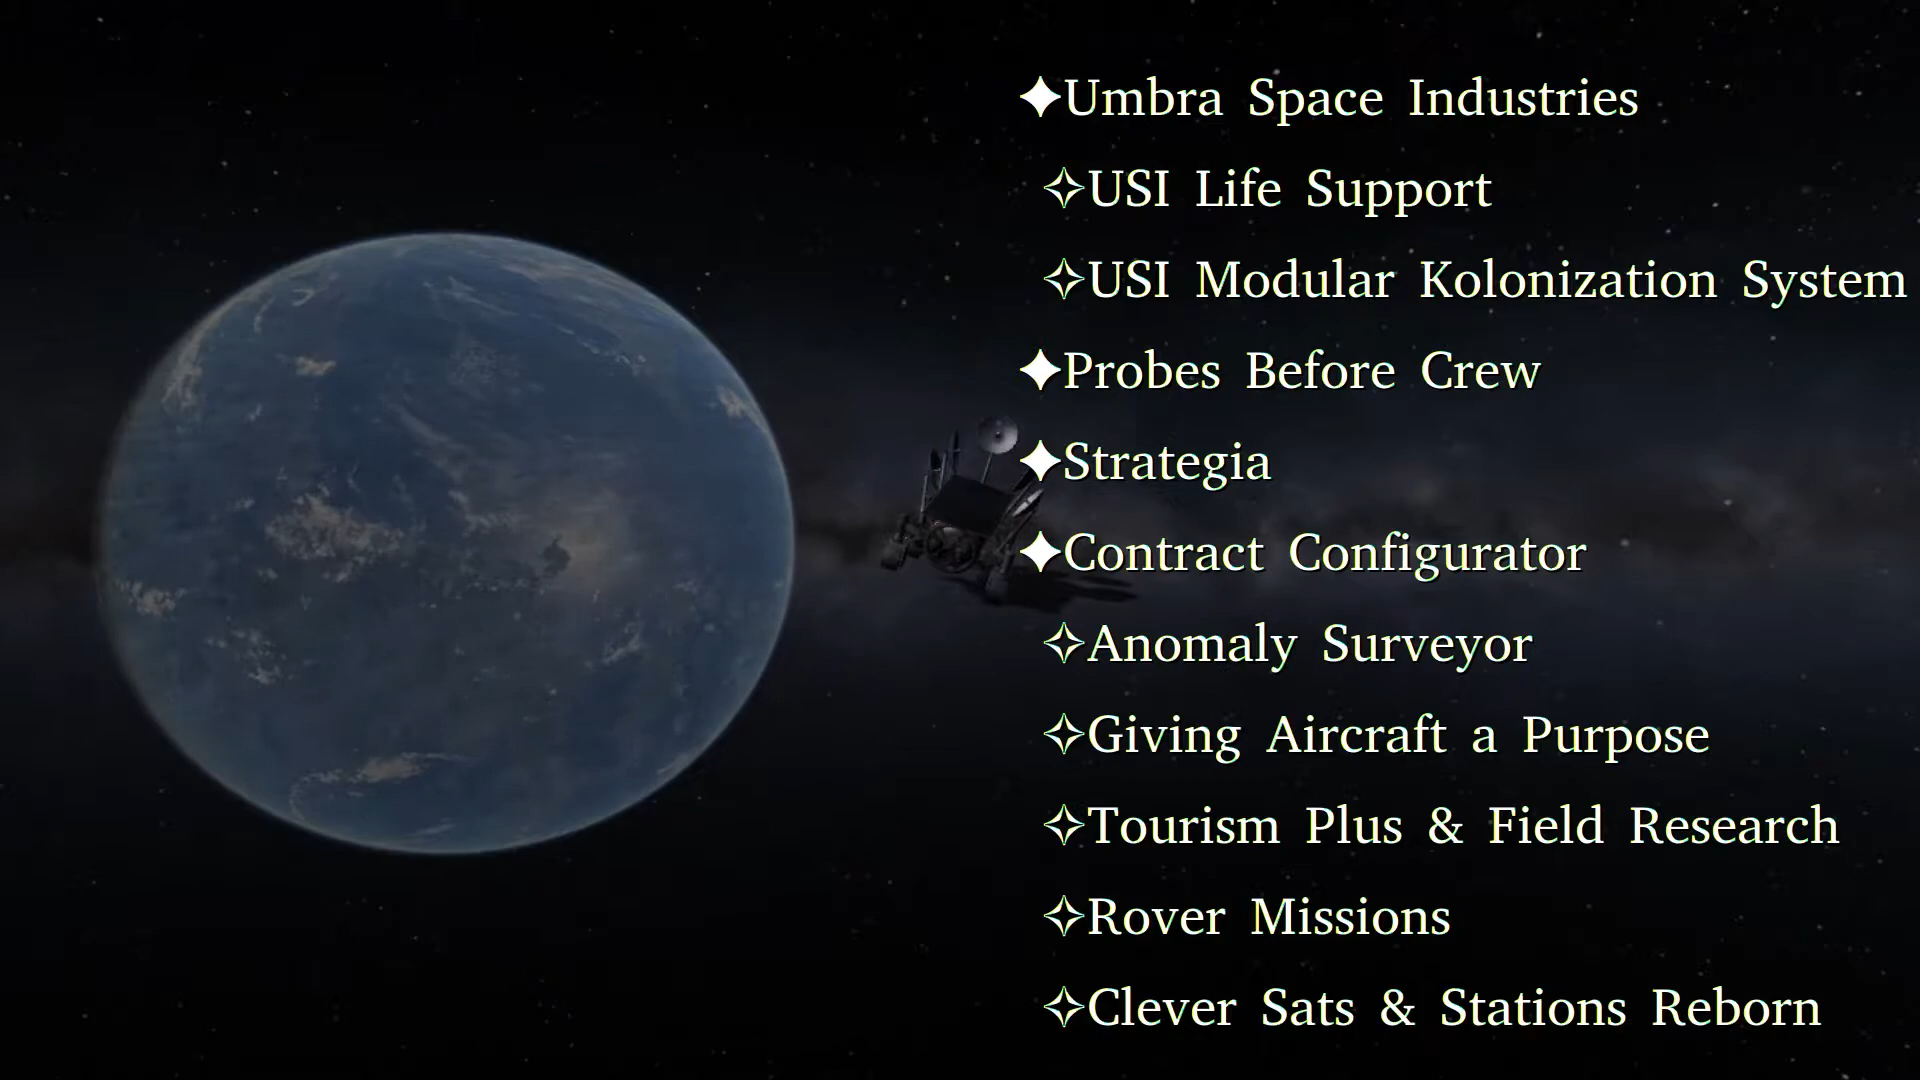 ✦Umbra Space Industries
✧USI Life Support
✧USI Modular Kolonization System
✦Probes Before Crew
✦Strategia
✦Contract Configurator
✧Anomaly Surveyor
✧Giving Aircraft a Purpose
✧Tourism Plus & Field Research
✧Rover Missions
✧Clever Sats & Stations Reborn